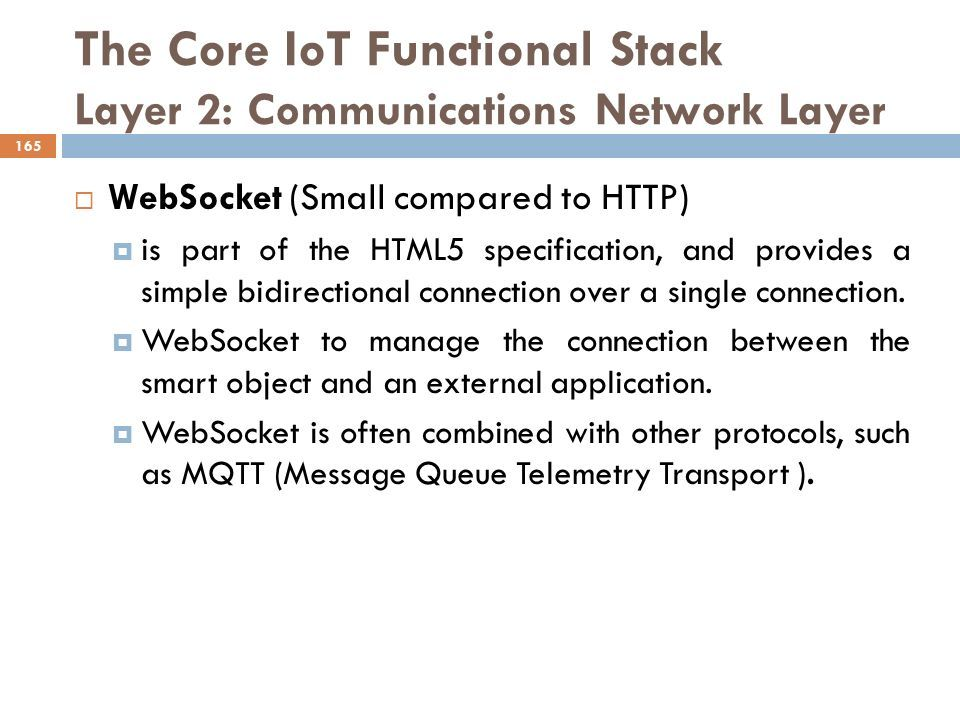 The Core IoT Functional Stack
Layer 2: Communications Network Layer
165
WebSocket (Small compared to HTTP)
is part of the HTML5 specification, and provides a
simple bidirectional connection over a single connection.
WebSocket to manage the connection between the
smart object and an external application.
WebSocket is often combined with other protocols, such
as MQTT (Message Queue Telemetry Transport ).